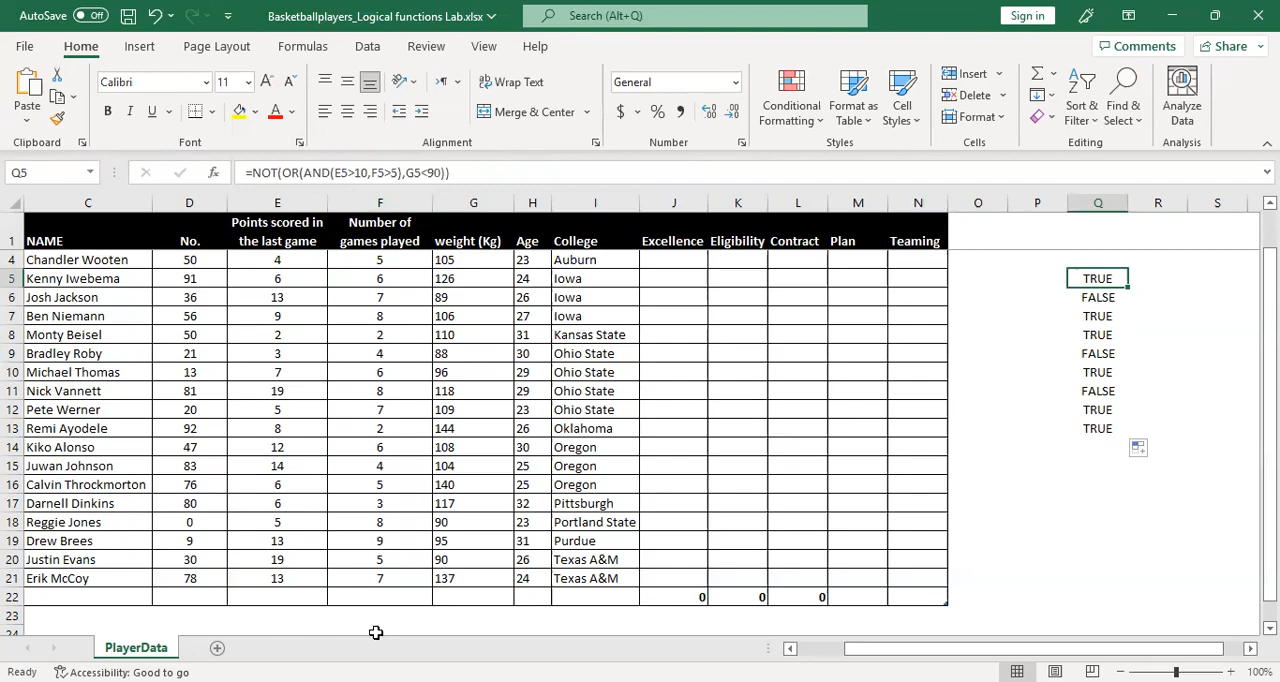 AutoSave Off Basketballplayers_Logical functions Lab.xlsx Search (Alt+Q) Sign in
File Home Insert Page Layout Formulas Data Review View Help Comments Share
Paste Calibri 11 Wrap Text General Conditional Formatting Format as Table Cell Styles Insert Sort & Filter Find & Select Analyze Data
B I U Merge & Center $ % Delete
Format
Clipboard Font Alignment Number Styles Cells Editing Analysis
Q5 fx =NOT(OR(AND(E5>10,F5>5),G5<90))
C D E F G H I J K L M N O P Q R S
1 NAME No. Points scored in the last game Number of games played weight (Kg) Age College Excellence Eligibility Contract Plan Teaming
4 Chandler Wooten 50 4 5 105 23 Auburn
5 Kenny Iwebema 91 6 6 126 24 Iowa TRUE
6 Josh Jackson 36 13 7 89 26 Iowa FALSE
7 Ben Niemann 56 9 8 106 27 Iowa TRUE
8 Monty Beisel 50 2 2 110 31 Kansas State TRUE
9 Bradley Roby 21 3 4 88 30 Ohio State FALSE
10 Michael Thomas 13 7 6 96 29 Ohio State TRUE
11 Nick Vannett 81 19 8 118 29 Ohio State FALSE
12 Pete Werner 20 5 7 109 23 Ohio State TRUE
13 Remi Ayodele 92 8 2 144 26 Oklahoma TRUE
14 Kiko Alonso 47 12 6 108 30 Oregon
15 Juwan Johnson 83 14 4 104 25 Oregon
16 Calvin Throckmorton 76 6 5 140 25 Oregon
17 Darnell Dinkins 80 6 3 117 32 Pittsburgh
18 Reggie Jones 0 5 8 90 23 Portland State
19 Drew Brees 9 13 9 95 31 Purdue
20 Justin Evans 30 19 5 90 26 Texas A&M
21 Erik McCoy 78 13 7 137 24 Texas A&M
22 0 0 0
23
PlayerData
Ready Accessibility: Good to go 100%